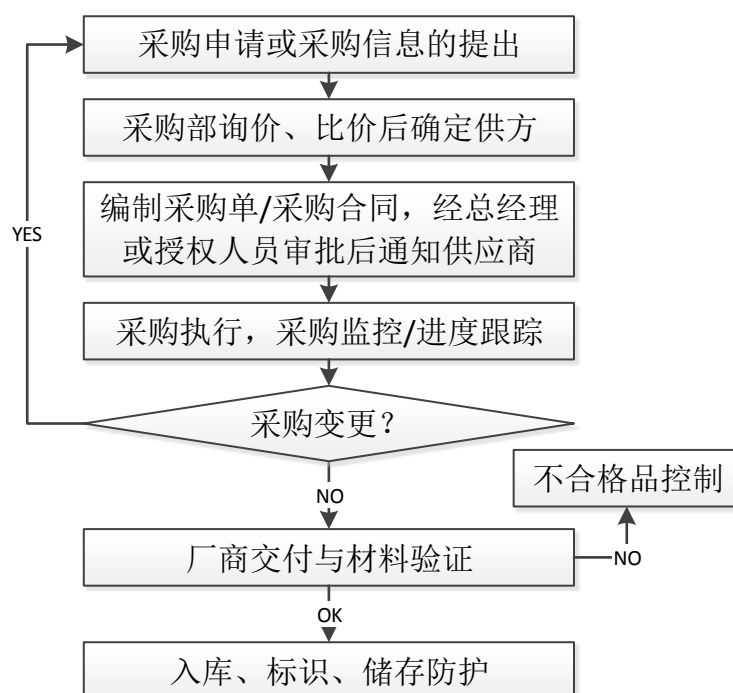 采购申请或采购信息的提出
采购部询价、比价后确定供方
编制采购单/采购合同，经总经理
或授权人员审批后通知供应商
YES
采购执行，采购监控/进度跟踪
采购变更？
不合格品控制
NO
厂商交付与材料验证
NO
OK
入库、标识、储存防护